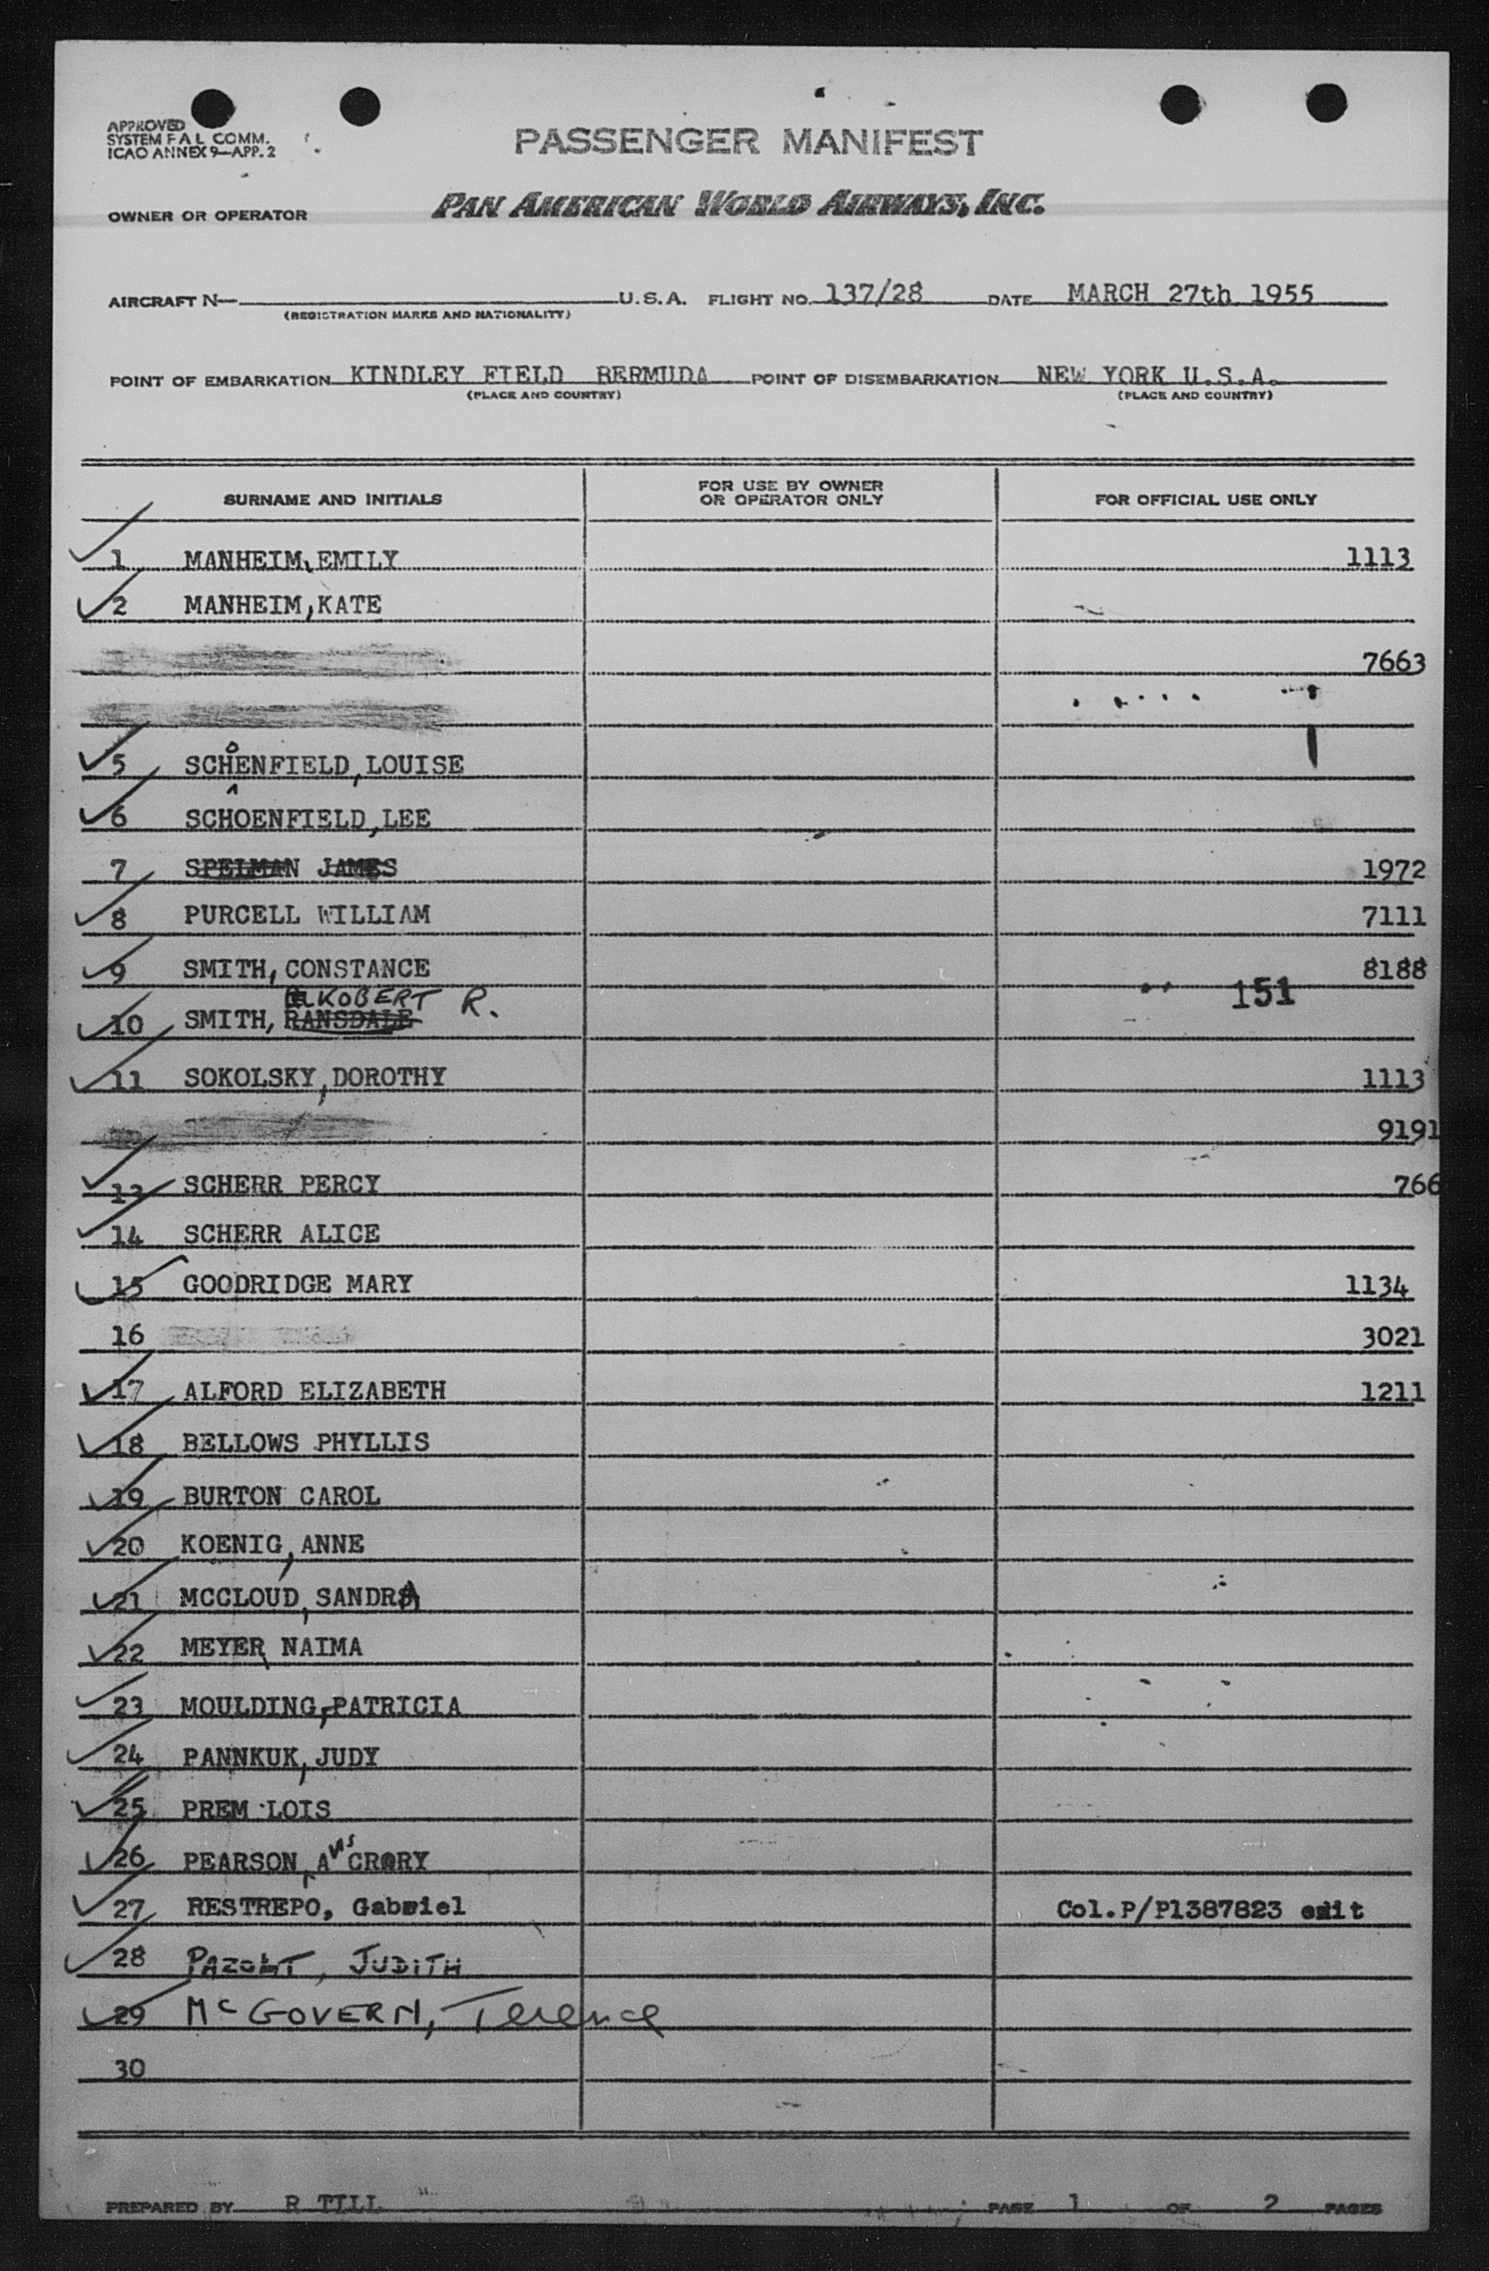 APPROVED
SYSTEM F A L COMM.
ICAO ANNEX 9—APP. 2
PASSENGER MANIFEST
OWNER OR OPERATOR PAN AMERICAN WORLD AIRWAYS, INC.
AIRCRAFT N— U.S.A. FLIGHT NO. 137/28 DATE MARCH 27th 1955
(REGISTRATION MARKS AND NATIONALITY)
POINT OF EMBARKATION KINDLEY FIELD BERMUDA POINT OF DISEMBARKATION NEW YORK U.S.A.
(PLACE AND COUNTRY) (PLACE AND COUNTRY)
SURNAME AND INITIALS FOR USE BY OWNER OR OPERATOR ONLY FOR OFFICIAL USE ONLY
1 MANHEIM, EMILY 1113
2 MANHEIM, KATE
7663
5 SCHOENFIELD, LOUISE
6 SCHOENFIELD, LEE
7 SPELMAN JAMES 1972
8 PURCELL WILLIAM 7111
9 SMITH, CONSTANCE 8188
ROBERT R. 151
10 SMITH, RANSDALE
11 SOKOLSKY, DOROTHY 1113
9191
13 SCHERR PERCY 766
14 SCHERR ALICE
15 GOODRIDGE MARY 1134
16 3021
17 ALFORD ELIZABETH 1211
18 BELLOWS PHYLLIS
19 BURTON CAROL
20 KOENIG, ANNE
21 MCCLOUD, SANDRA
22 MEYER, NAIMA
23 MOULDING, PATRICIA
24 PANNKUK, JUDY
25 PREM LOIS
26 PEARSON,
27 RESTREPO, Gabriel Col.P/P1387823 emit
28 PAZOLT, JUDITH
29 McGOVERN, Terence
30
PREPARED BY R TILL PAGE 1 OF 2 PAGES